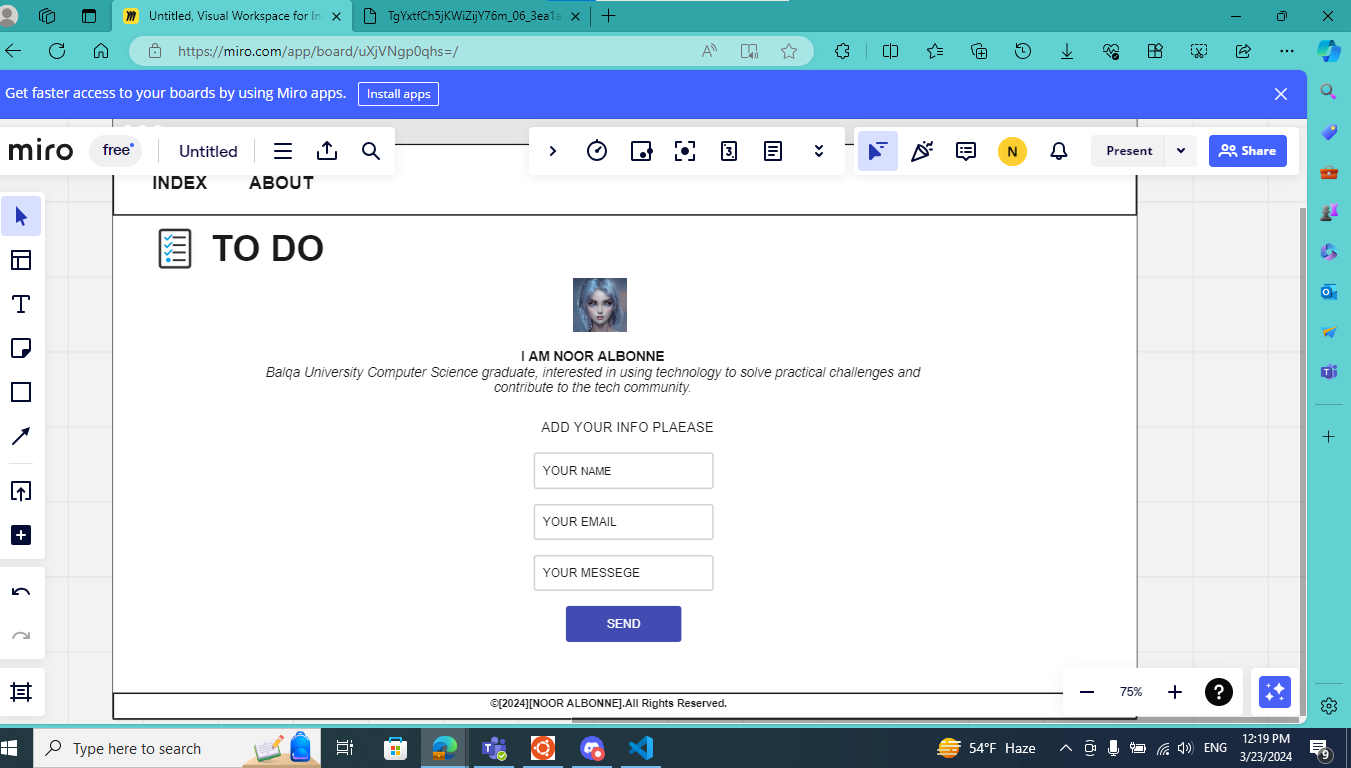 Untitled, Visual Workspace for In
TgYxtfCh5jKWiZijY76m_06_3ea1a
https://miro.com/app/board/uXjVNgp0qhs=/
Get faster access to your boards by using Miro apps.
Install apps
miro
free
Untitled
3
N
Present
Share
INDEX ABOUT
TO DO
I AM NOOR ALBONNE
Balqa University Computer Science graduate, interested in using technology to solve practical challenges and
contribute to the tech community.
ADD YOUR INFO PLAEASE
YOUR NAME
YOUR EMAIL
YOUR MESSEGE
SEND
©[2024][NOOR ALBONNE].All Rights Reserved.
75%
?
Type here to search
54°F Haze
ENG
12:19 PM
3/23/2024
9